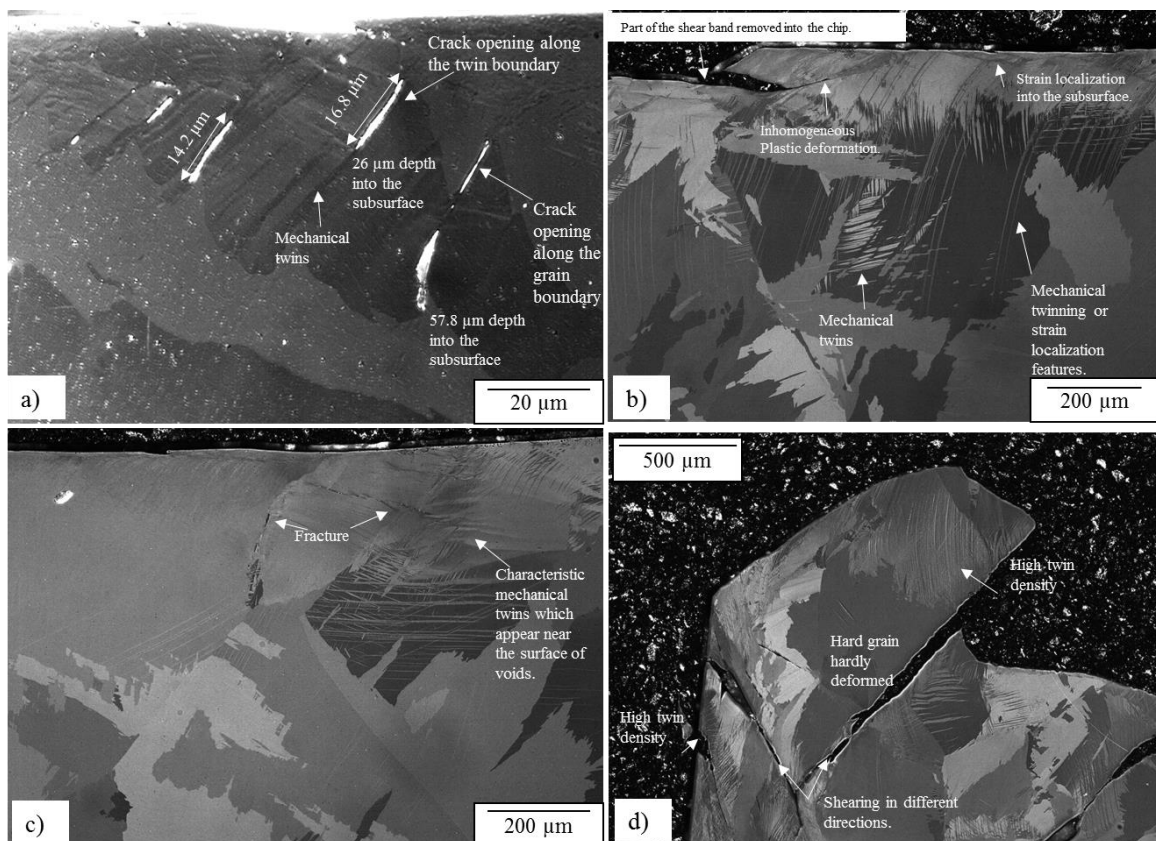 Crack opening along
the twin boundary
16.8 µm
14.2 µm
26 µm depth
into the
subsurface
Mechanical
twins
Crack
opening
along the
grain
boundary
57.8 µm depth
into the
subsurface
a)
20 µm
Part of the shear band removed into the chip.
Strain localization
into the subsurface.
Inhomogeneous
Plastic deformation.
Mechanical
twins
Mechanical
twinning or
strain
localization
features.
b)
200 µm
Fracture
Characteristic
mechanical
twins which
appear near
the surface of
voids.
c)
200 µm
500 µm
High twin
density
Hard grain
hardly
deformed
High twin
density
Shearing in different
directions.
d)